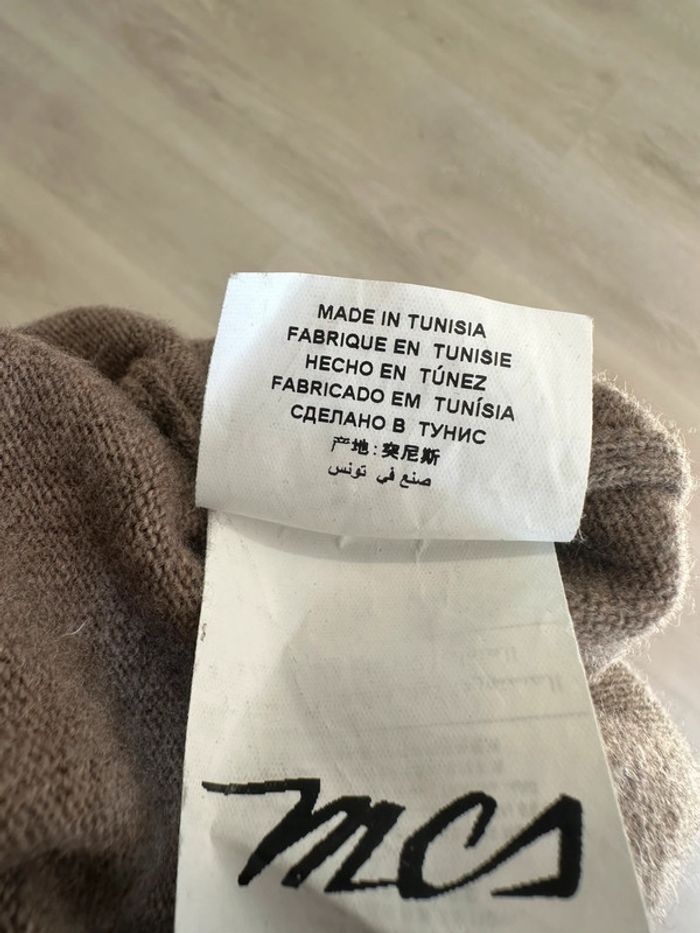 MADE IN TUNISIA
FABRIQUE EN TUNISIE
HECHO EN TÚNEZ
FABRICADO EM TUNÍSIA
СДЕЛАНО В ТУНИС
产地:突尼斯
صنع في تونس
mcs